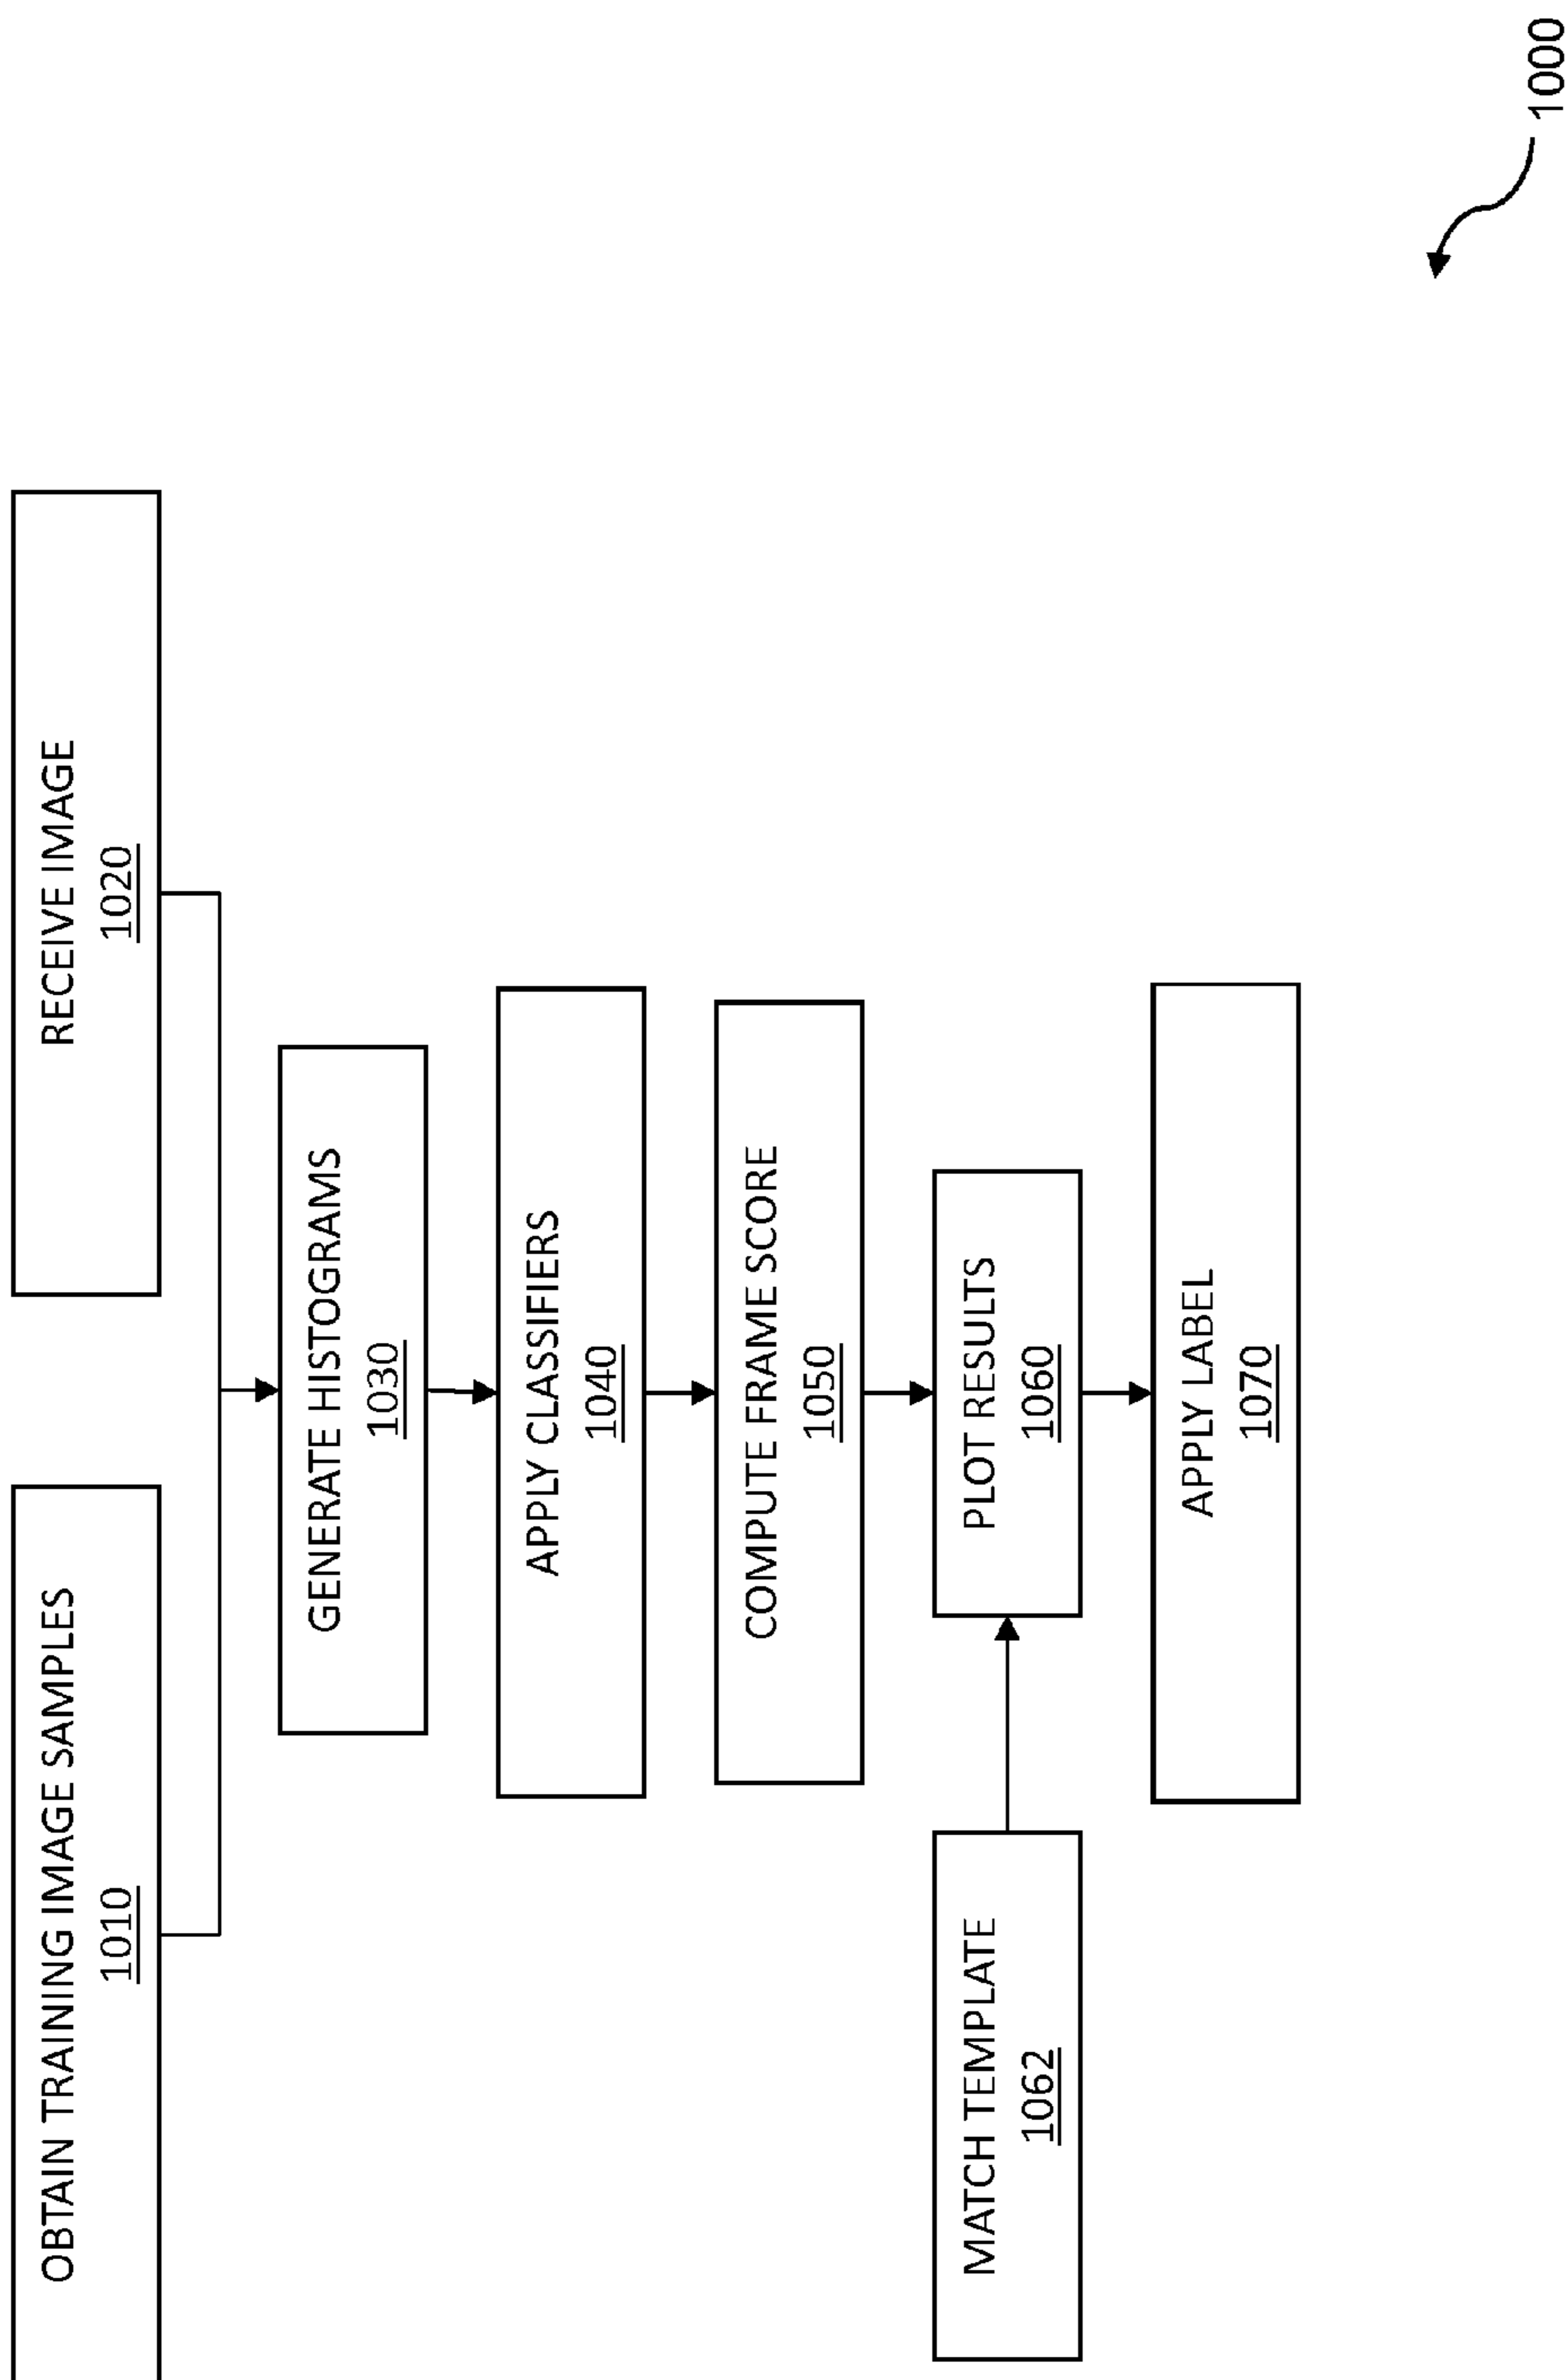 OBTAIN TRAINING IMAGE SAMPLES
1010
RECEIVE IMAGE
1020
GENERATE HISTOGRAMS
1030
APPLY CLASSIFIERS
1040
COMPUTE FRAME SCORE
1050
MATCH TEMPLATE
1062
PLOT RESULTS
1060
APPLY LABEL
1070
1000